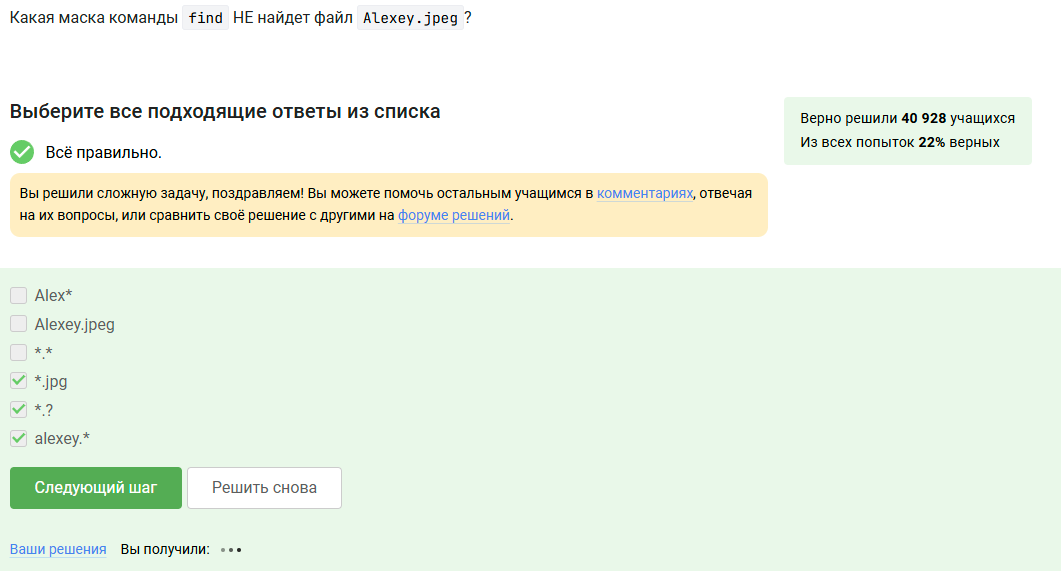 Какая маска команды find НЕ найдет файл Alexey.jpeg?
Выберите все подходящие ответы из списка
Верно решили 40 928 учащихся
Из всех попыток 22% верных
Всё правильно.
Вы решили сложную задачу, поздравляем! Вы можете помочь остальным учащимся в комментариях, отвечая
на их вопросы, или сравнить своё решение с другими на форуме решений.
Alex*
Alexey.jpeg
*.*
*.jpg
*.?
alexey.*
Следующий шаг
Решить снова
Ваши решения Вы получили: